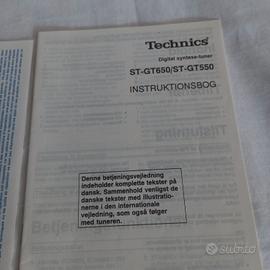 Technics
Digital syntese-tuner
ST-GT650/ST-GT550
INSTRUKTIONSBOG
Denne betjeningsvejledning
indeholder komplette tekster på
dansk. Sammenhold venligst de
danske tekster med illustratio-
nerne i den internationale
vejledning, som også følger
med tuneren.
subito